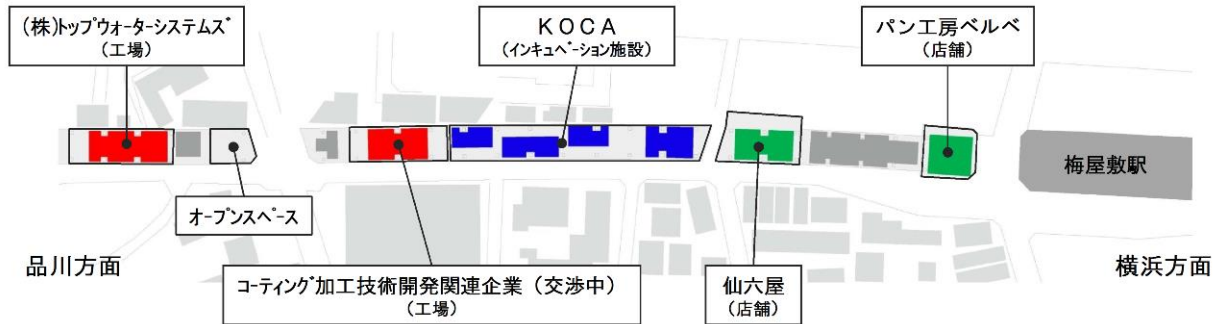 (株)トップウォーターシステムズ
(工場)
KOCA
(インキュベーション施設)
パン工房ベルベ
(店舗)
梅屋敷駅
オープンスペース
品川方面
コーティング加工技術開発関連企業(交渉中)
(工場)
仙六屋
(店舗)
横浜方面